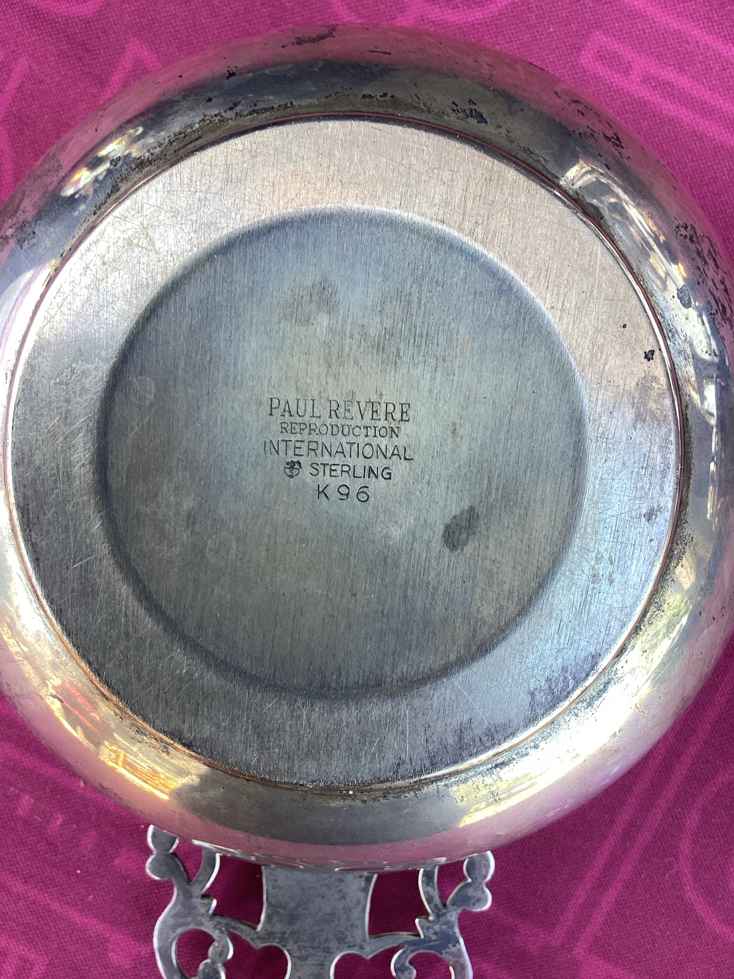 PAUL REVERE
REPRODUCTION
INTERNATIONAL
STERLING
K96